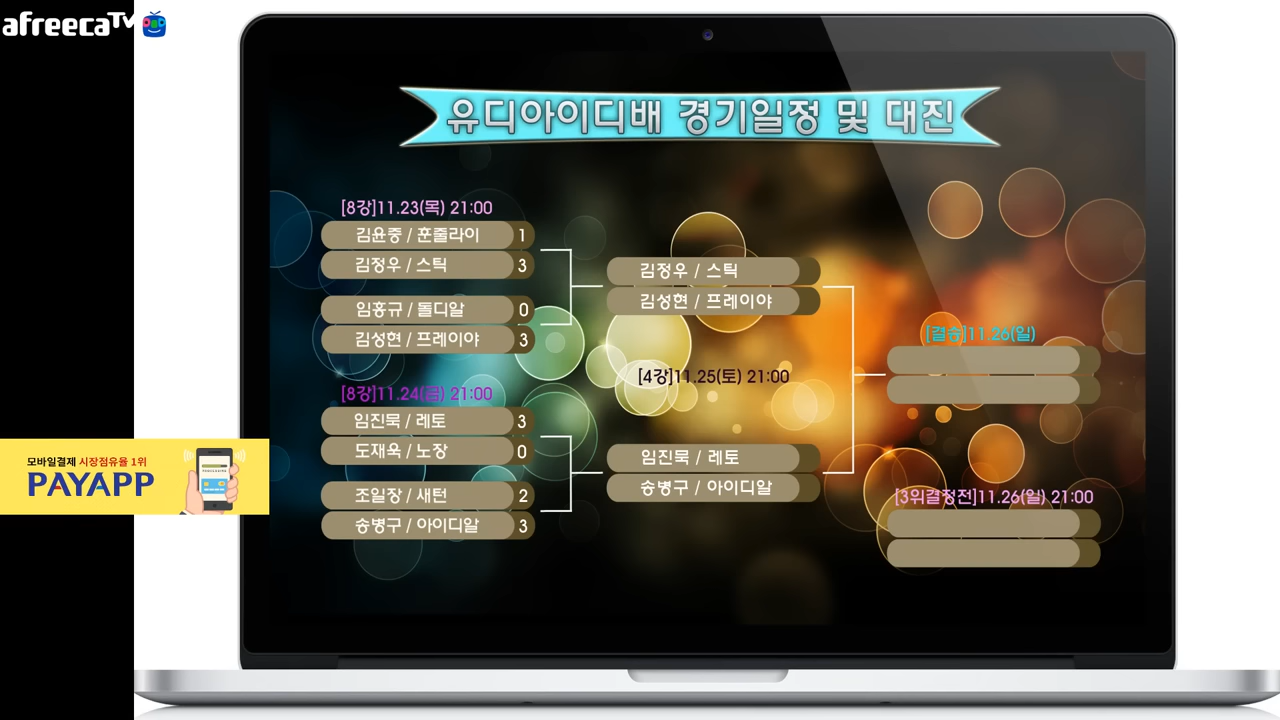 afreecaTV
유디아이디배 경기일정 및 대진
[8강]11.23(목) 21:00
김윤중 / 훈줄라이 1
김정우 / 스틱 3
임홍규 / 돌디알 0
김성현 / 프레이야 3
[8강]11.24(금) 21:00
임진묵 / 레토 3
도재욱 / 노장 0
조일장 / 새턴 2
송병구 / 아이디알 3
김정우 / 스틱
김성현 / 프레이야
[4강]11.25(토) 21:00
임진묵 / 레토
송병구 / 아이디알
[결승]11.26(일)
[3위결정전]11.26(일) 21:00
모바일결제 시장점유율 1위
PAYAPP